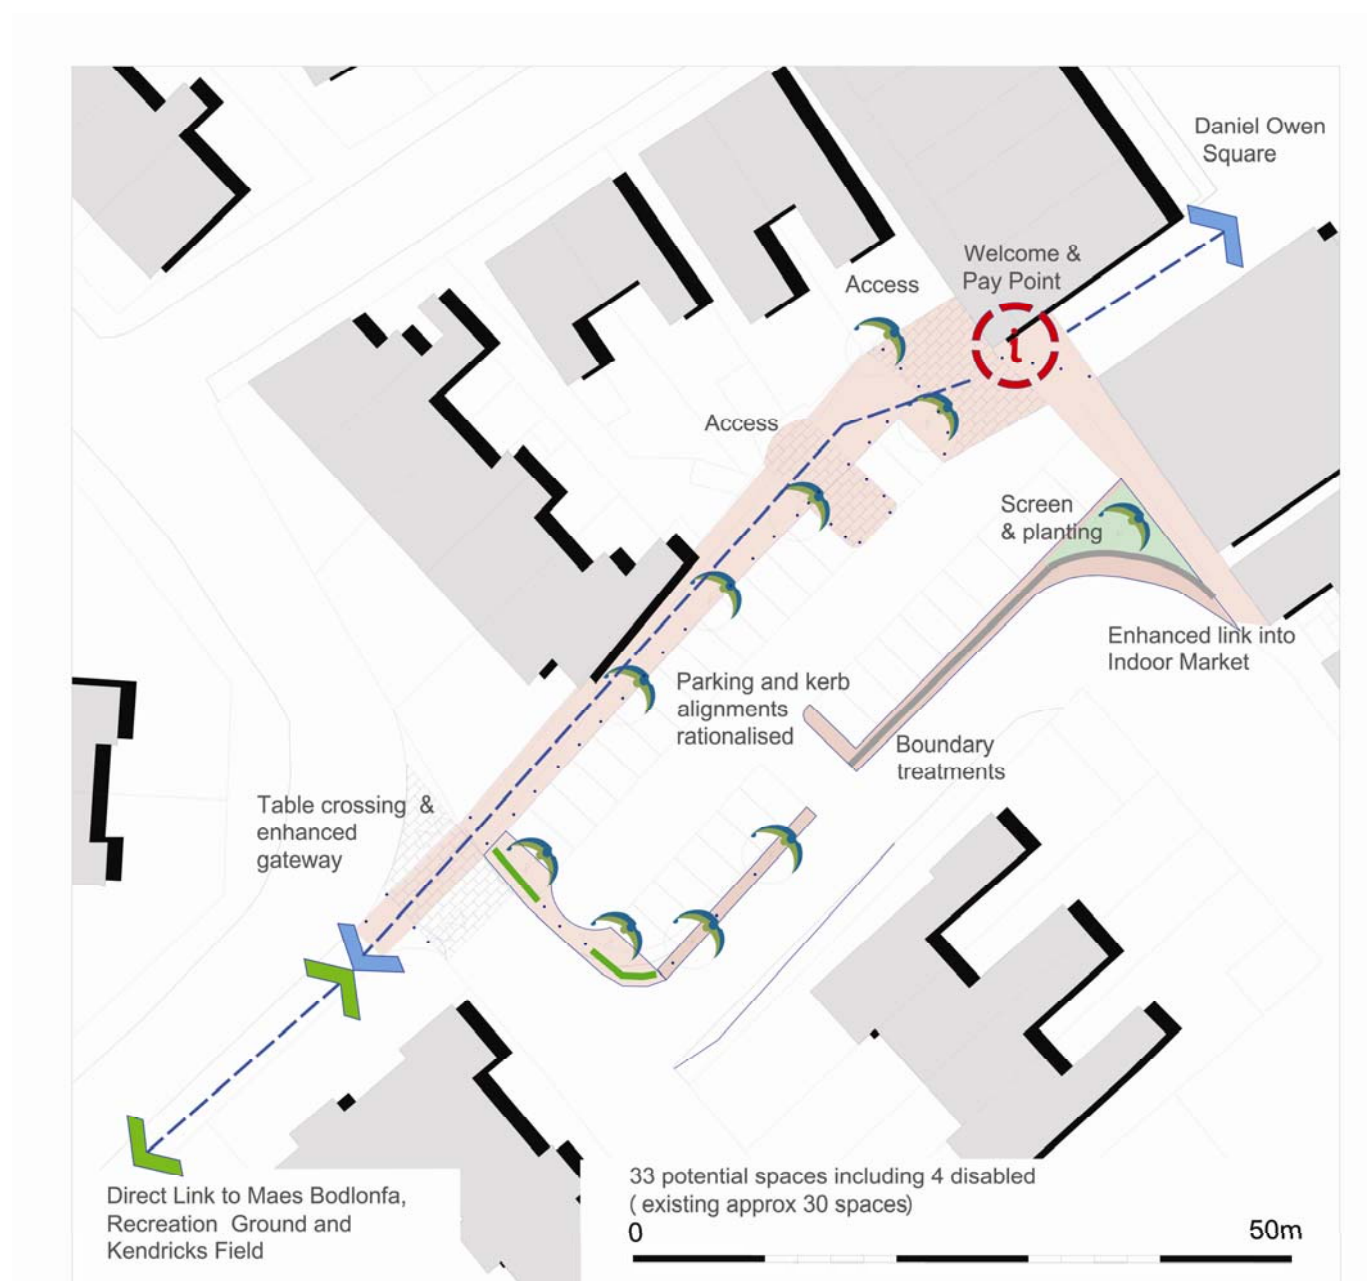 Daniel Owen
Square
Welcome &
Pay Point
Access
i
Access
Screen
& planting
Enhanced link into
Indoor Market
Parking and kerb
alignments
rationalised
Boundary
treatments
Table crossing &
enhanced
gateway
Direct Link to Maes Bodlonfa,
Recreation Ground and
Kendricks Field
33 potential spaces including 4 disabled
( existing approx 30 spaces)
0 50m